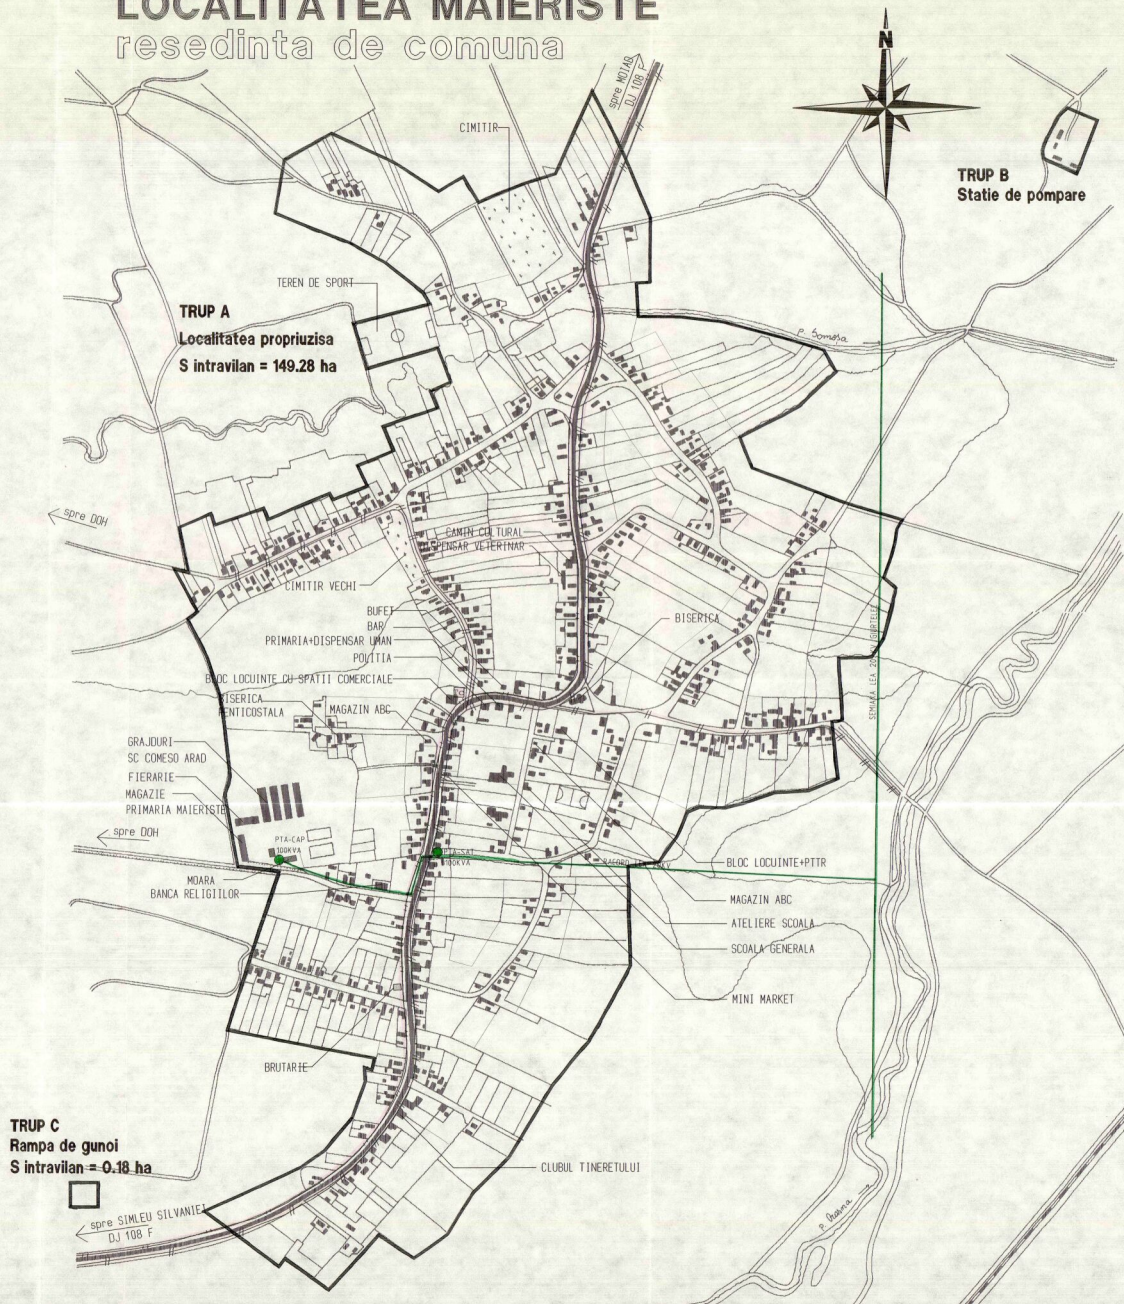 LOCALITATEA MAIERISTE
resedinta de comuna
N
spre MOIAD
DJ 108 F
CIMITIR
TRUP B
Statie de pompare
TEREN DE SPORT
TRUP A
Localitatea propriuzisa
S intravilan = 149.28 ha
spre DOH
CAMIN CULTURAL
DISPENSAR VETERINAR
CIMITIR VECHI
BUFET
BAR
PRIMARIA+DISPENSAR UMAN
POLITIA
BISERICA
BLOC LOCUINTE CU SPATII COMERCIALE
BISERICA
PENTICOSTALA
MAGAZIN ABC
GRAJDURI
SC COMESO ARAD
FIERARIE
MAGAZIE
PRIMARIA MAIERISTE
spre DOH
PTA-CAP
100KVA
PTA-SAT
100KVA
MOARA
BANCA RELIGIILOR
BLOC LOCUINTE+PTTR
MAGAZIN ABC
ATELIERE SCOALA
SCOALA GENERALA
MINI MARKET
BRUTARIE
TRUP C
Rampa de gunoi
S intravilan = 0.18 ha
CLUBUL TINERETULUI
spre SIMLEU SILVANIEI
DJ 108 F